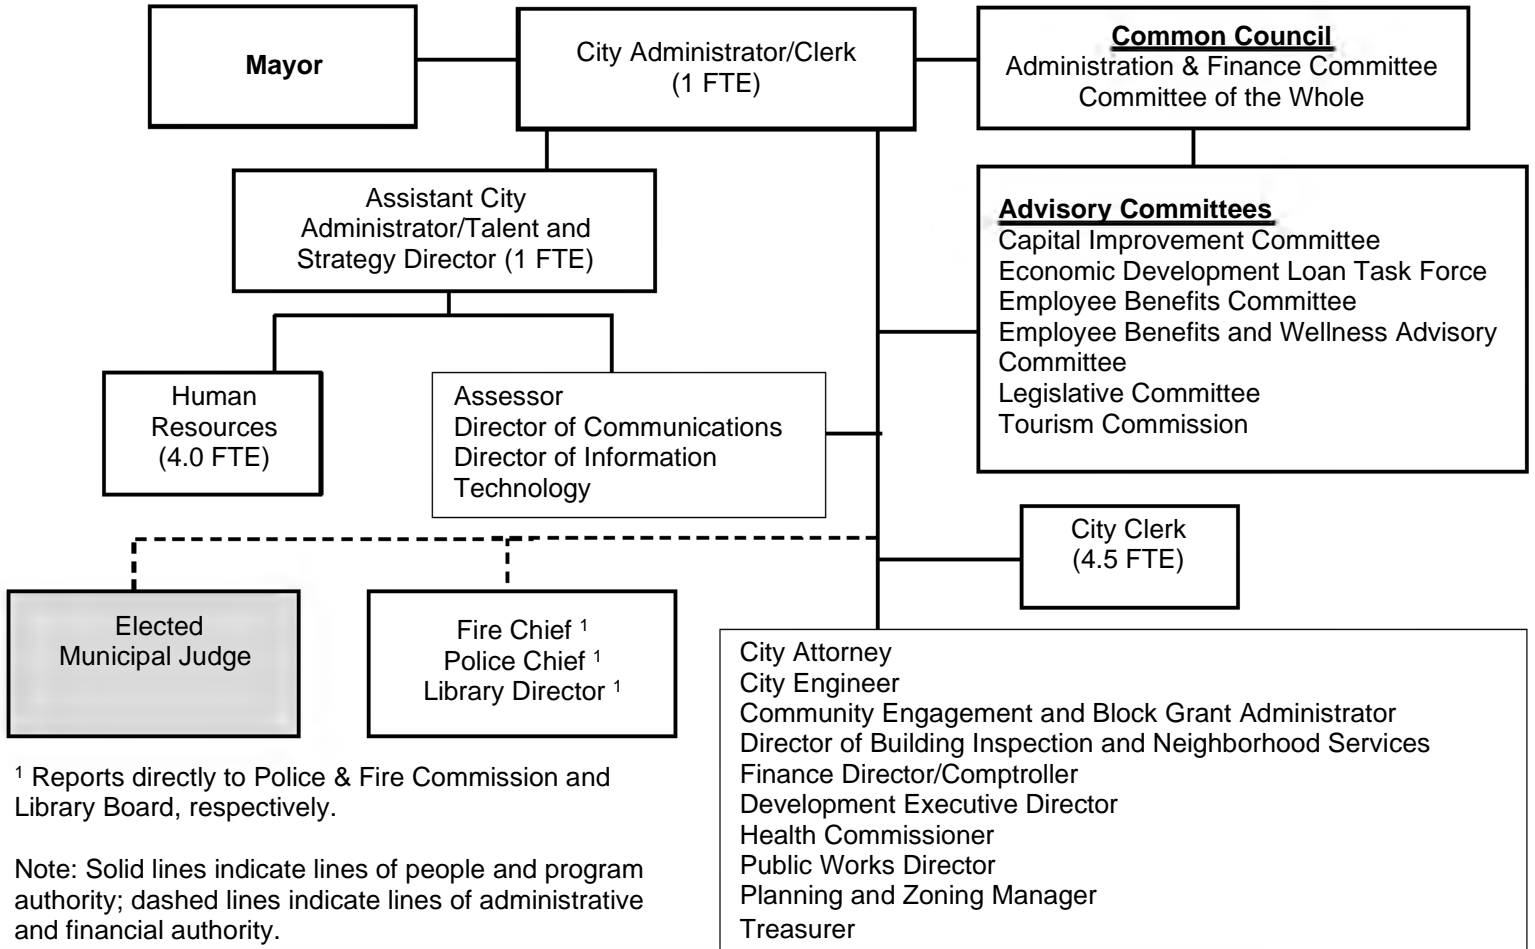 Mayor
City Administrator/Clerk
(1 FTE)
Common Council
Administration & Finance Committee
Committee of the Whole
Assistant City
Administrator/Talent and
Strategy Director (1 FTE)
Advisory Committees
Capital Improvement Committee
Economic Development Loan Task Force
Employee Benefits Committee
Employee Benefits and Wellness Advisory
Committee
Legislative Committee
Tourism Commission
Human
Resources
(4.0 FTE)
Assessor
Director of Communications
Director of Information
Technology
City Clerk
(4.5 FTE)
Elected
Municipal Judge
Fire Chief ¹
Police Chief ¹
Library Director ¹
City Attorney
City Engineer
Community Engagement and Block Grant Administrator
Director of Building Inspection and Neighborhood Services
Finance Director/Comptroller
Development Executive Director
Health Commissioner
Public Works Director
Planning and Zoning Manager
Treasurer
¹ Reports directly to Police & Fire Commission and
Library Board, respectively.
Note: Solid lines indicate lines of people and program
authority; dashed lines indicate lines of administrative
and financial authority.